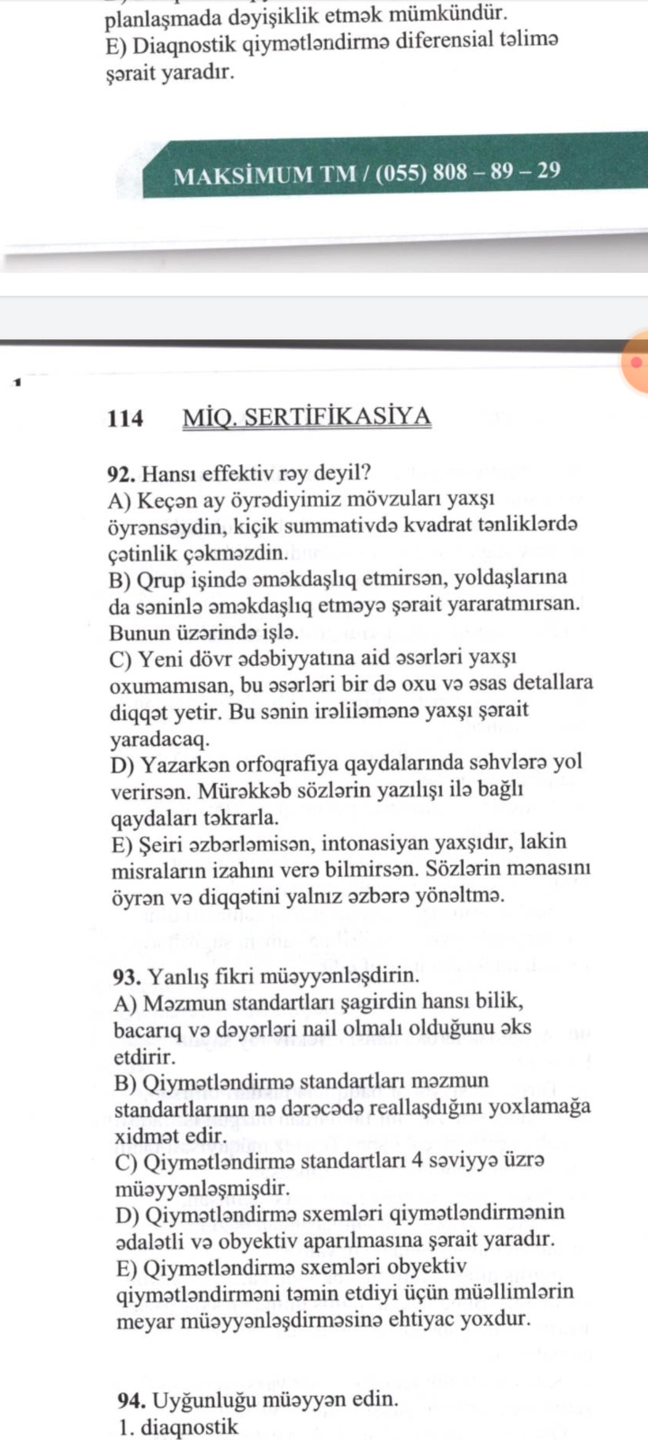 planlaşmada dəyişiklik etmək mümkündür.
E) Diaqnostik qiymətləndirmə diferensial təlimə
şərait yaradır.
MAKSİMUM TM / (055) 808 – 89 – 29
1
114 MİQ. SERTİFİKASİYA
92. Hansı effektiv rəy deyil?
A) Keçən ay öyrədiyimiz mövzuları yaxşı
öyrənsəydin, kiçik summativdə kvadrat tənliklərdə
çətinlik çəkməzdin.
B) Qrup işində əməkdaşlıq etmirsən, yoldaşlarına
da səninlə əməkdaşlıq etməyə şərait yararatmırsan.
Bunun üzərində işlə.
C) Yeni dövr ədəbiyyatına aid əsərləri yaxşı
oxumamısan, bu əsərləri bir də oxu və əsas detallara
diqqət yetir. Bu sənin irəliləmənə yaxşı şərait
yaradacaq.
D) Yazarkən orfoqrafiya qaydalarında səhvlərə yol
verirsən. Mürəkkəb sözlərin yazılışı ilə bağlı
qaydaları təkrarla.
E) Şeiri əzbərləmisən, intonasiyan yaxşıdır, lakin
misraların izahını verə bilmirsən. Sözlərin mənasını
öyrən və diqqətini yalnız əzbərə yönəltmə.
93. Yanlış fikri müəyyənləşdirin.
A) Məzmun standartları şagirdin hansı bilik,
bacarıq və dəyərləri nail olmalı olduğunu əks
etdirir.
B) Qiymətləndirmə standartları məzmun
standartlarının nə dərəcədə reallaşdığını yoxlamağa
xidmət edir.
C) Qiymətləndirmə standartları 4 səviyyə üzrə
müəyyənləşmişdir.
D) Qiymətləndirmə sxemləri qiymətləndirmənin
ədalətli və obyektiv aparılmasına şərait yaradır.
E) Qiymətləndirmə sxemləri obyektiv
qiymətləndirməni təmin etdiyi üçün müəllimlərin
meyar müəyyənləşdirməsinə ehtiyac yoxdur.
94. Uyğunluğu müəyyən edin.
1. diaqnostik